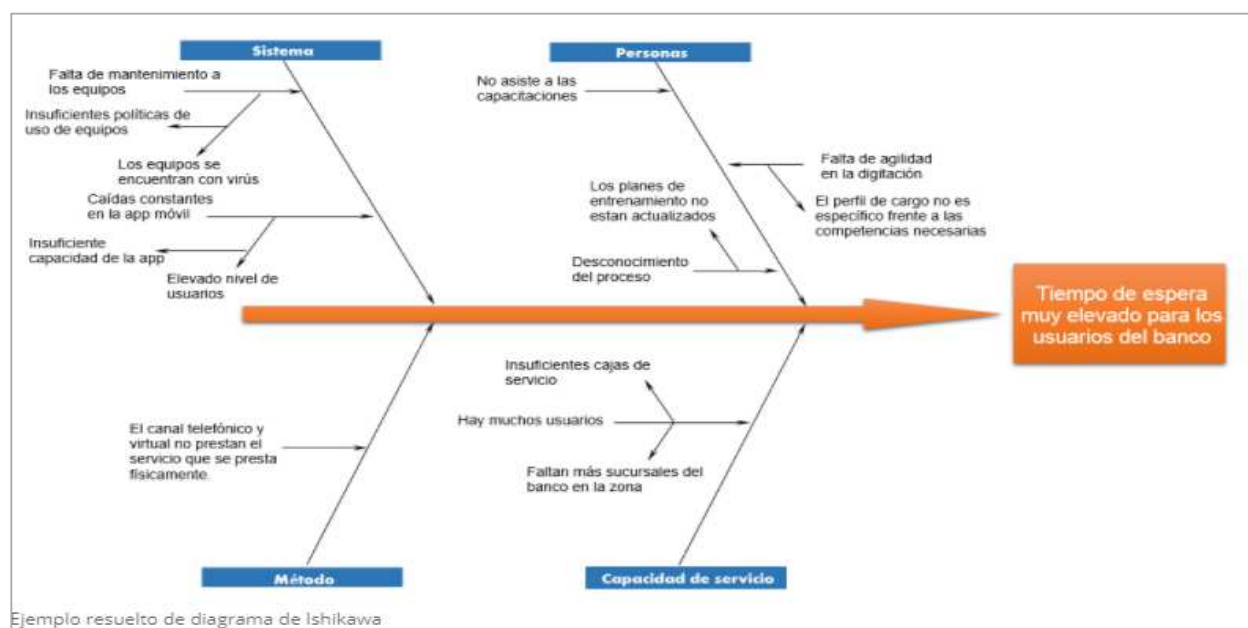 Sistema
Falta de mantenimiento a
los equipos
Insuficientes políticas de
uso de equipos
Los equipos se
encuentran con virús
Caídas constantes
en la app móvil
Insuficiente
capacidad de la app
Elevado nivel de
usuarios
Personas
No asiste a las
capacitaciones
Falta de agilidad
en la digitación
El perfil de cargo no es
específico frente a las
competencias necesarias
Los planes de
entrenamiento no
estan actualizados
Desconocimiento
del proceso
Tiempo de espera
muy elevado para los
usuarios del banco
El canal telefónico y
virtual no prestan el
servicio que se presta
físicamente.
Método
Insuficientes cajas de
servicio
Hay muchos usuarios
Faltan más sucursales del
banco en la zona
Capacidad de servicio
Ejemplo resuelto de diagrama de Ishikawa